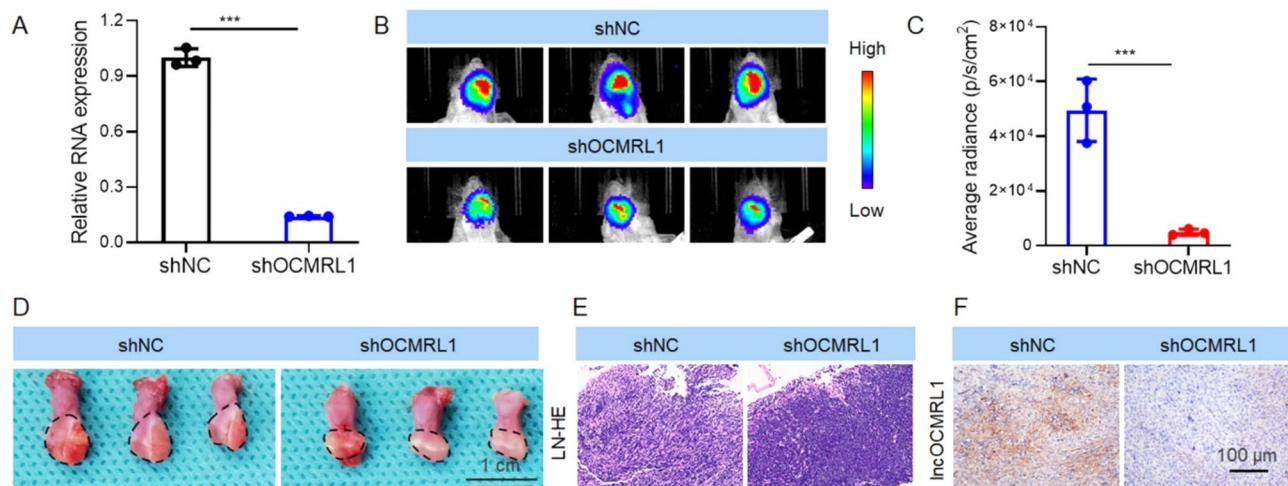 A
Relative RNA expression
1.2
0.9
0.6
0.3
0.0
***
shNC
shOCMRL1
B
shNC
shOCMRL1
High
Low
C
Average radiance (p/s/cm²)
8×10⁴
6×10⁴
4×10⁴
2×10⁴
0
***
shNC
shOCMRL1
D
shNC
shOCMRL1
1 cm
E
shNC
shOCMRL1
LN-HE
F
shNC
shOCMRL1
lncOCMRL1
100 μm